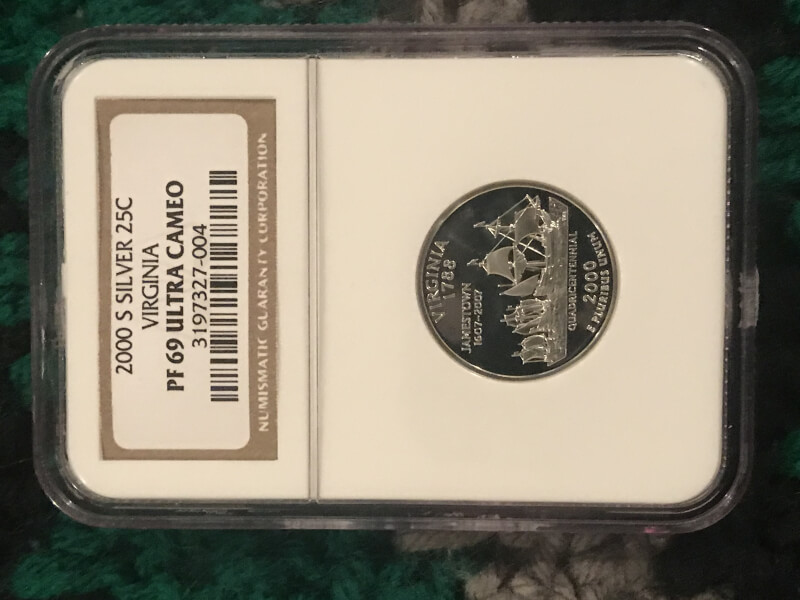 2000 S SILVER 25C
VIRGINIA
PF 69 ULTRA CAMEO
3197327-004
NUMISMATIC GUARANTY CORPORATION
VIRGINIA
1788
JAMESTOWN
1607-2007
QUADRICENTENNIAL
2000
E PLURIBUS UNUM